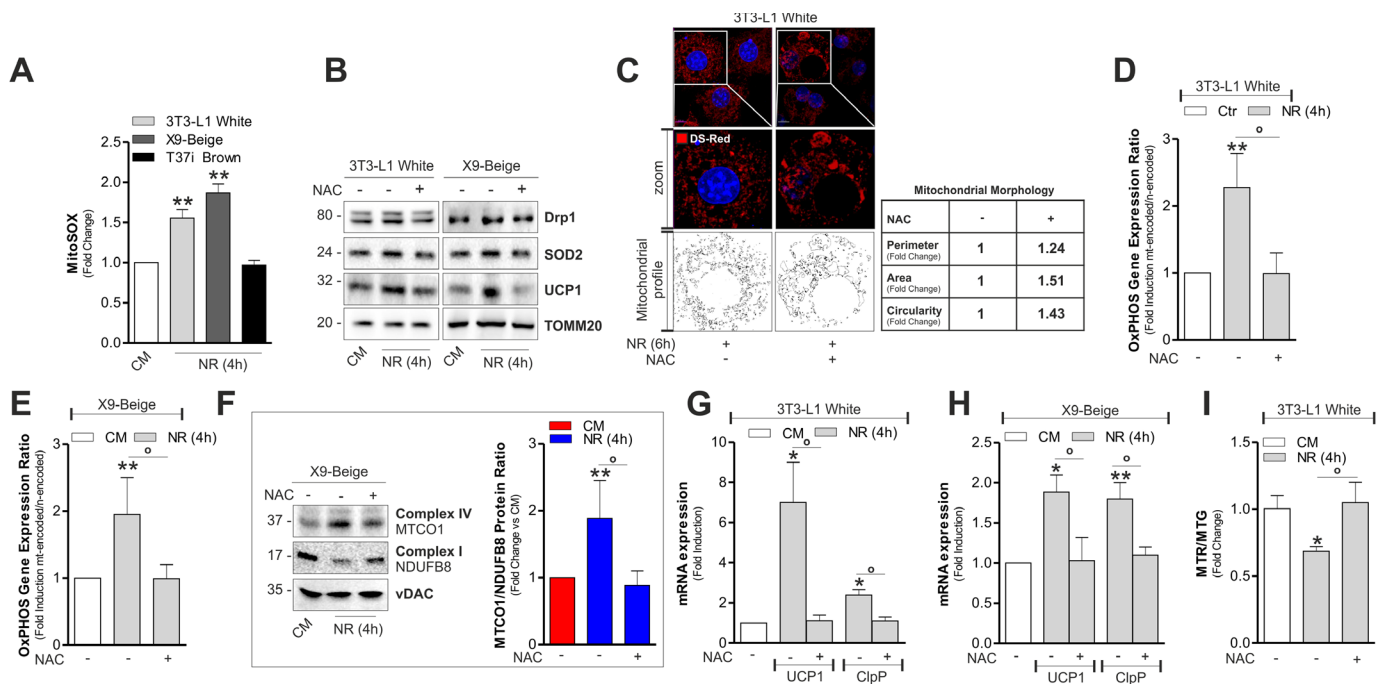 A
3T3-L1 White
X9-Beige
T37i Brown
MitoSOX
(Fold Change)
2.5
2.0
1.5
1.0
0.5
0.0
**
**
CM
NR (4h)
B
3T3-L1 White
X9-Beige
NAC
- - + - - +
80 -
Drp1
24 -
SOD2
32 -
UCP1
20 -
TOMM20
CM
NR (4h)
CM
NR (4h)
C
3T3-L1 White
DS-Red
zoom
Mitochondrial
profile
NR (6h) + +
NAC - +
Mitochondrial Morphology
NAC - +
Perimeter
(Fold Change)
1 1.24
Area
(Fold Change)
1 1.51
Circularity
(Fold Change)
1 1.43
D
3T3-L1 White
Ctr NR (4h)
OxPHOS Gene Expression Ratio
(Fold Induction mt-encoded/n-encoded)
3
2
1
0
**
o
NAC - - +
E
X9-Beige
CM NR (4h)
OxPHOS Gene Expression Ratio
(Fold Induction mt-encoded/n-encoded)
3
2
1
0
**
o
NAC - - +
F
X9-Beige
NAC - - +
37 -
Complex IV
MTCO1
17 -
Complex I
NDUFB8
35 -
vDAC
CM
NR (4h)
CM
NR (4h)
MTCO1/NDUFB8 Protein Ratio
(Fold Change vs CM)
3
2
1
0
**
o
NAC - - +
G
3T3-L1 White
CM NR (4h)
mRNA expression
(Fold Induction)
10
8
6
4
2
0
*
o
*
o
NAC - - + - +
UCP1 ClpP
H
X9-Beige
CM NR (4h)
mRNA expression
(Fold Induction)
2.5
2.0
1.5
1.0
0.5
0.0
*
o
**
o
NAC - - + - +
UCP1 ClpP
I
3T3-L1 White
CM
NR (4h)
MTR/MTG
(Fold Change)
1.5
1.0
0.5
0.0
*
o
NAC - - +